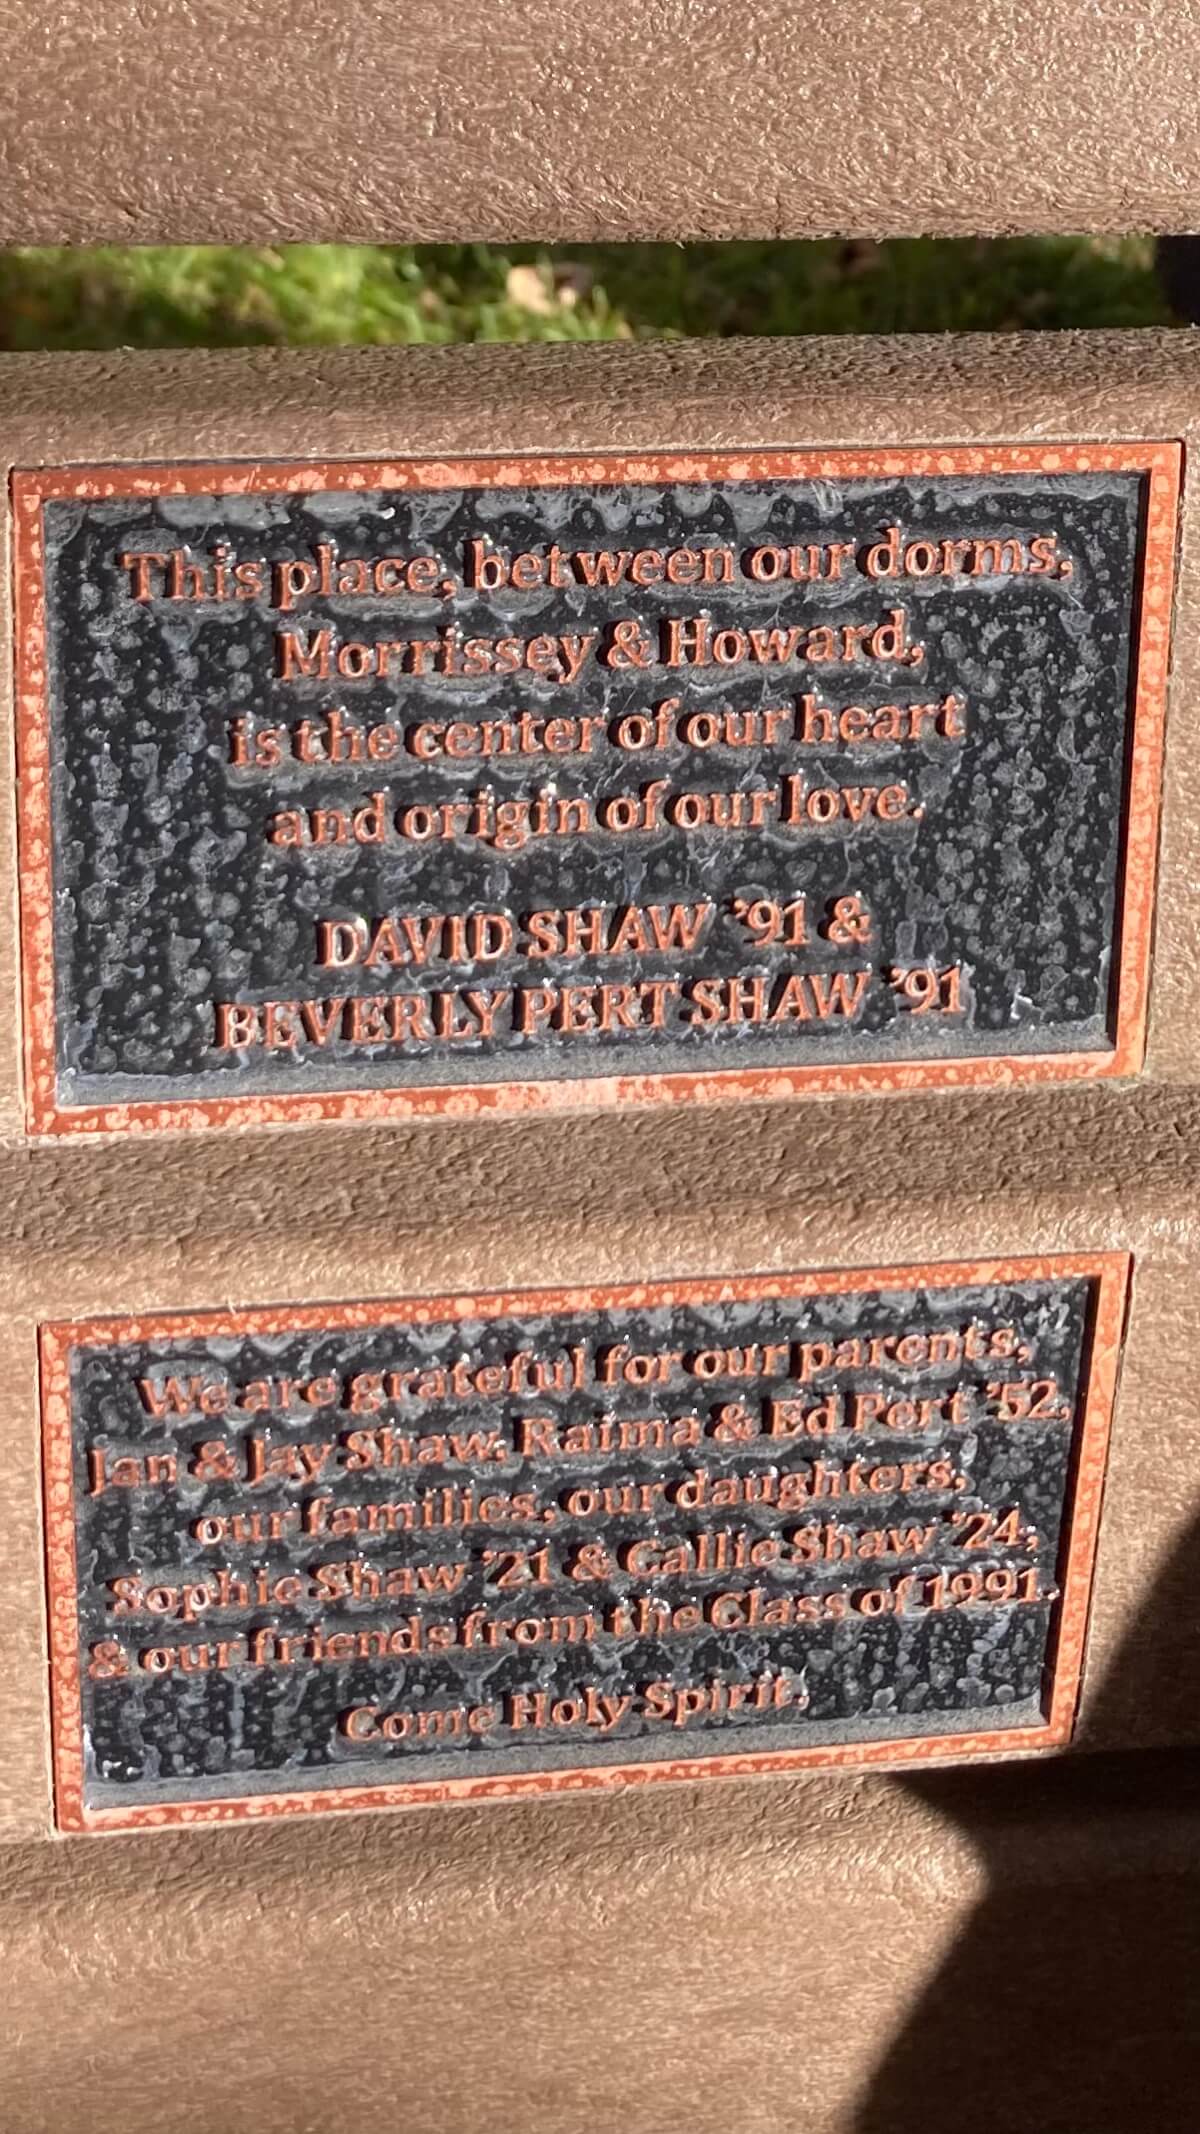 This place, between our dorms,
Morrissey & Howard,
is the center of our heart
and origin of our love.
DAVID SHAW ’91 &
BEVERLY PERT SHAW ’91
We are grateful for our parents,
Jan & Jay Shaw, Raima & Ed Pert ’52,
our families, our daughters,
Sophie Shaw ’21 & Callie Shaw ’24,
& our friends from the Class of 1991.
Come Holy Spirit.